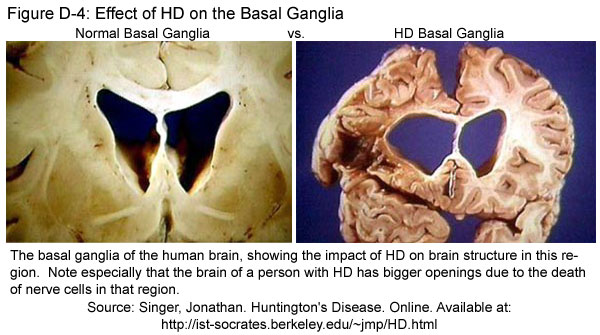 Figure D-4: Effect of HD on the Basal Ganglia
Normal Basal Ganglia vs. HD Basal Ganglia
The basal ganglia of the human brain, showing the impact of HD on brain structure in this re-
gion. Note especially that the brain of a person with HD has bigger openings due to the death
of nerve cells in that region.
Source: Singer, Jonathan. Huntington's Disease. Online. Available at:
http://ist-socrates.berkeley.edu/~jmp/HD.html